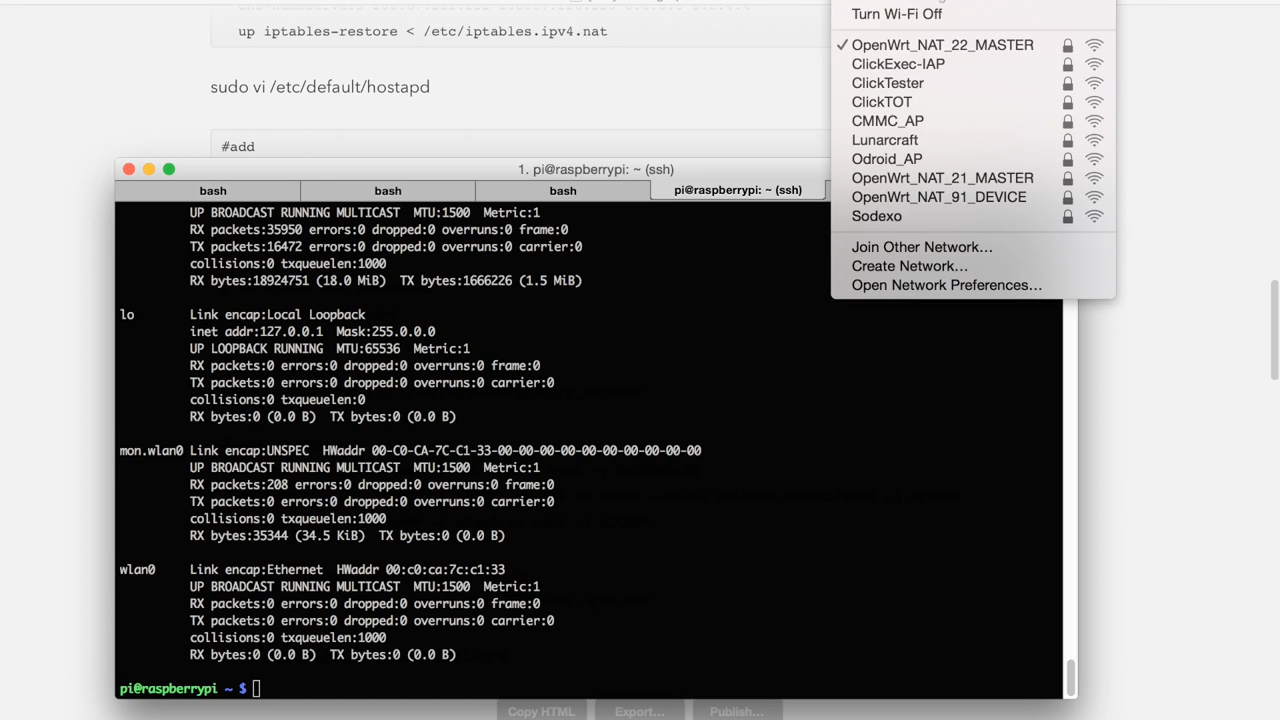 up iptables-restore < /etc/iptables.ipv4.nat
sudo vi /etc/default/hostapd
#add
Turn Wi-Fi Off
✓ OpenWrt_NAT_22_MASTER
ClickExec-IAP
ClickTester
ClickTOT
CMMC_AP
Lunarcraft
Odroid_AP
OpenWrt_NAT_21_MASTER
OpenWrt_NAT_91_DEVICE
Sodexo
Join Other Network…
Create Network…
Open Network Preferences…
1. pi@raspberrypi: ~ (ssh)
bash bash bash pi@raspberrypi: ~ (ssh)
UP BROADCAST RUNNING MULTICAST MTU:1500 Metric:1
RX packets:35950 errors:0 dropped:0 overruns:0 frame:0
TX packets:16472 errors:0 dropped:0 overruns:0 carrier:0
collisions:0 txqueuelen:1000
RX bytes:18924751 (18.0 MiB) TX bytes:1666226 (1.5 MiB)
lo Link encap:Local Loopback
inet addr:127.0.0.1 Mask:255.0.0.0
UP LOOPBACK RUNNING MTU:65536 Metric:1
RX packets:0 errors:0 dropped:0 overruns:0 frame:0
TX packets:0 errors:0 dropped:0 overruns:0 carrier:0
collisions:0 txqueuelen:0
RX bytes:0 (0.0 B) TX bytes:0 (0.0 B)
mon.wlan0 Link encap:UNSPEC HWaddr 00-C0-CA-7C-C1-33-00-00-00-00-00-00-00-00-00-00
UP BROADCAST RUNNING MULTICAST MTU:1500 Metric:1
RX packets:208 errors:0 dropped:0 overruns:0 frame:0
TX packets:0 errors:0 dropped:0 overruns:0 carrier:0
collisions:0 txqueuelen:1000
RX bytes:35344 (34.5 KiB) TX bytes:0 (0.0 B)
wlan0 Link encap:Ethernet HWaddr 00:c0:ca:7c:c1:33
UP BROADCAST RUNNING MULTICAST MTU:1500 Metric:1
RX packets:0 errors:0 dropped:0 overruns:0 frame:0
TX packets:0 errors:0 dropped:0 overruns:0 carrier:0
collisions:0 txqueuelen:1000
RX bytes:0 (0.0 B) TX bytes:0 (0.0 B)
pi@raspberrypi ~ $
Copy HTML Export... Publish...